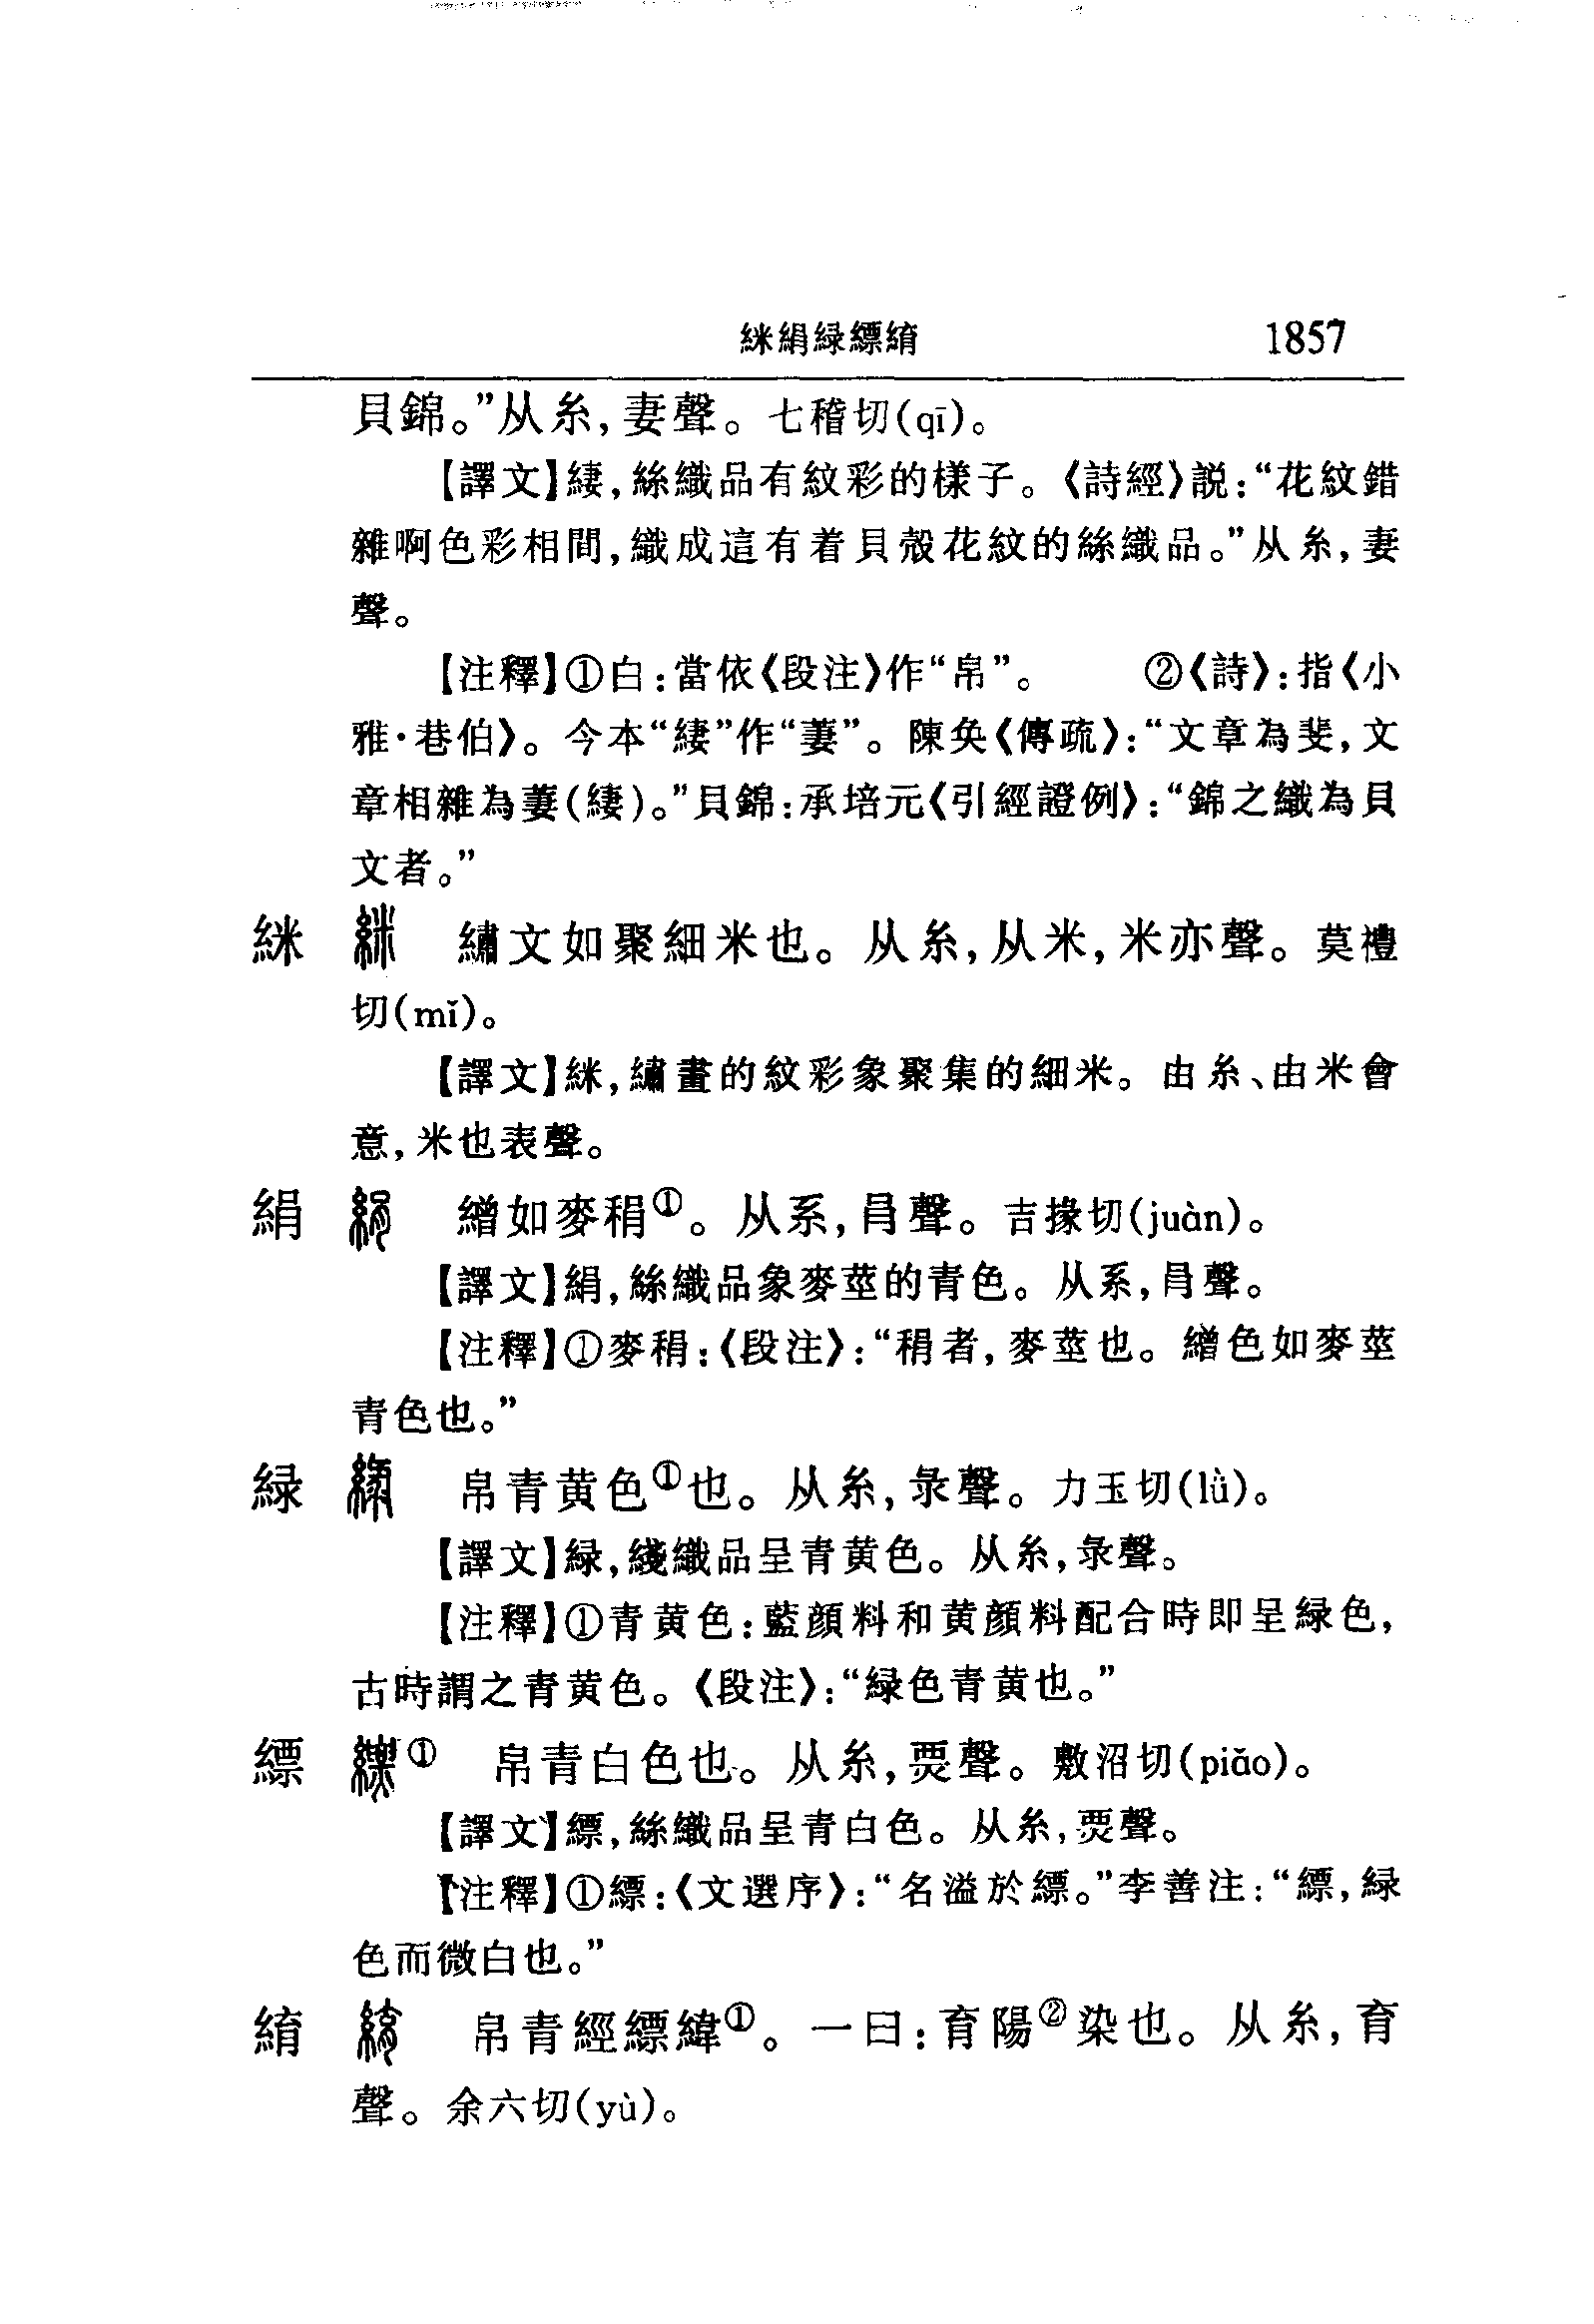 絑絹緑縹綃 1857
貝錦。”从糸,妻聲。七稽切(qī)。
【譯文】緀,絲織品有紋彩的樣子。《詩經》説:“花紋錯
雜啊色彩相間,織成這有着貝殻花紋的絲織品。”从糸,妻
聲。
【注釋】①白:當依《段注》作“帛”。 ②《詩》:指《小
雅·巷伯》。今本“緀”作“萋”。陳奂《傳疏》:“文章為斐,文
章相雜為萋(緀)。”貝錦:承培元《引經證例》:“錦之織為貝
文者。”
絊 繡文如聚細米也。从糸,从米,米亦聲。莫禮
切(mǐ)。
【譯文】絊,繡畫的紋彩象聚集的細米。由糸、由米會
意,米也表聲。
絹 繒如麥稍①。从系,肙聲。吉掾切(juàn)。
【譯文】絹,絲織品象麥莖的青色。从系,肙聲。
【注釋】①麥稍:《段注》:“稍者,麥莖也。繒色如麥莖
青色也。”
緑 帛青黄色①也。从糸,录聲。力玉切(lǜ)。
【譯文】緑,綫織品呈青黄色。从糸,录聲。
【注釋】①青黄色:藍顔料和黄顔料配合時即呈緑色,
古時謂之青黄色。《段注》:“緑色青黄也。”
縹① 帛青白色也。从糸,票聲。敷沼切(piǎo)。
【譯文】縹,絲織品呈青白色。从糸,票聲。
【注釋】①縹:《文選序》:“名溢於縹。”李善注:“縹,緑
色而微白也。”
綃 帛青經縹緯①。一曰:育陽②染也。从糸,育
聲。余六切(yù)。